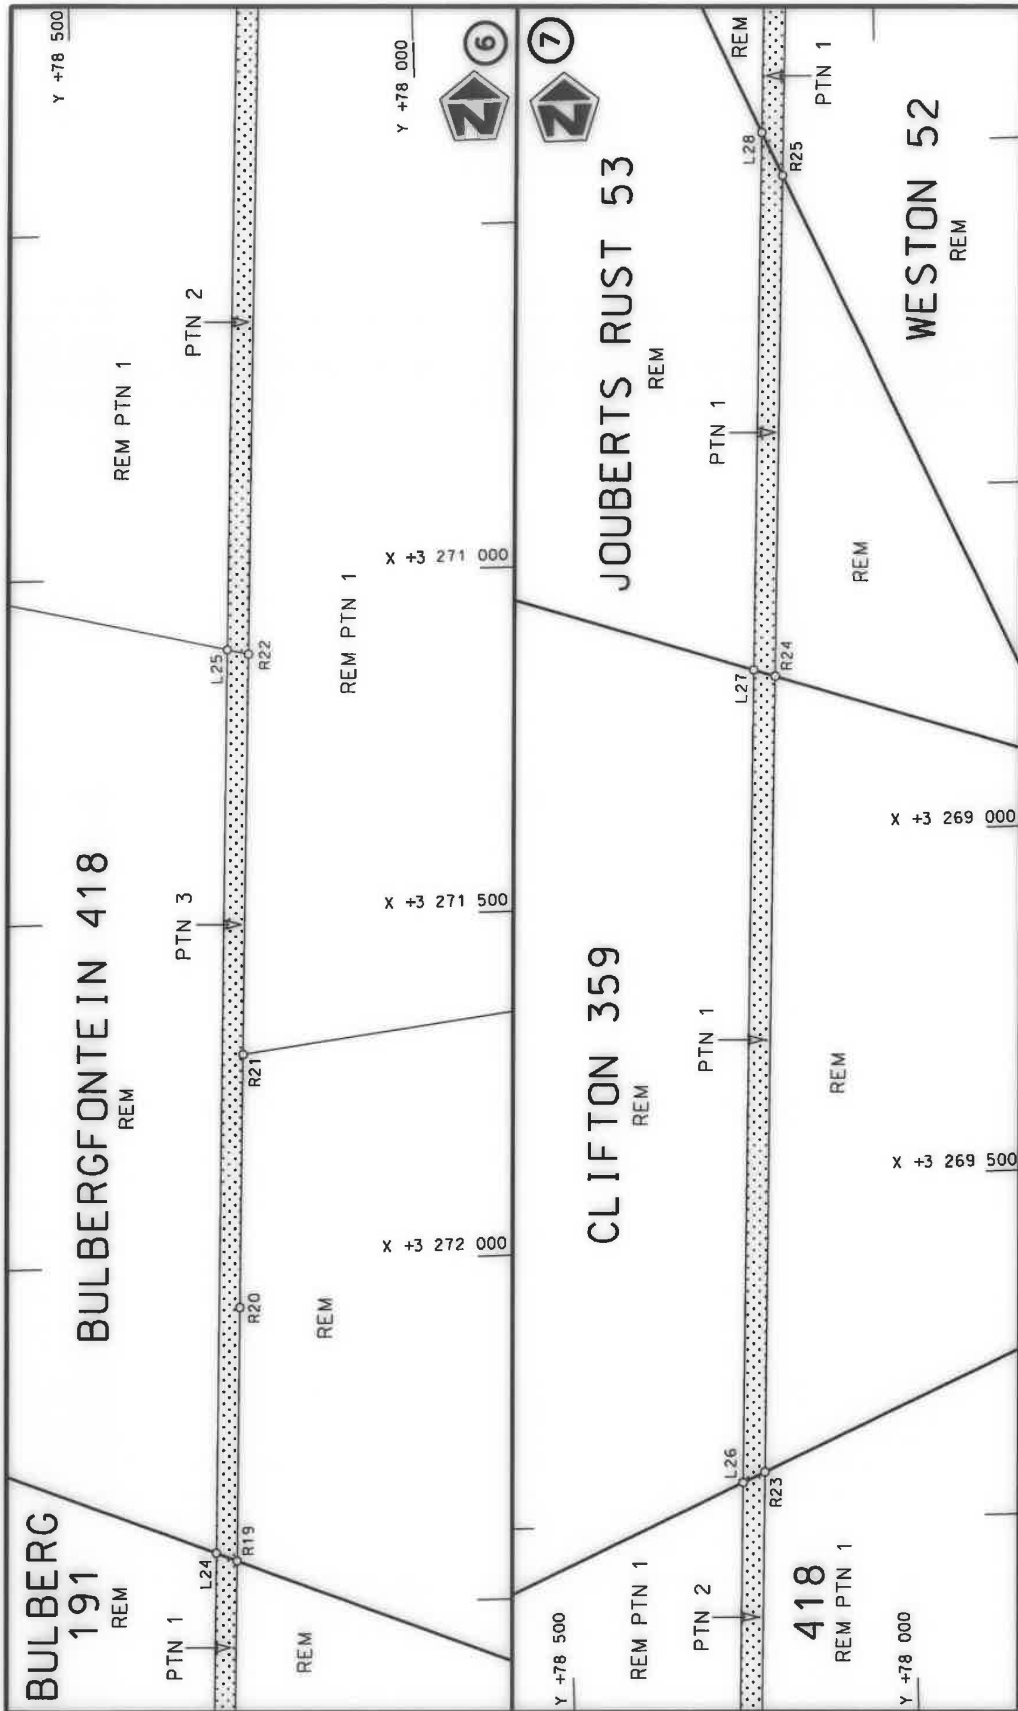 Y +78 500
Y +78 000
6
N
PTN 2
REM PTN 1
X +3 271 000
REM PTN 1
L25
R22
BULBERGFONTEIN 418
REM
PTN 3
X +3 271 500
R21
X +3 272 000
R20
REM
BULBERG
191
REM
L24
R19
PTN 1
REM
7
N
REM
PTN 1
L28
R25
JOUBERTS RUST 53
REM
WESTON 52
REM
PTN 1
REM
L27
R24
X +3 269 000
CLIFTON 359
REM
PTN 1
REM
X +3 269 500
L26
R23
REM PTN 1
PTN 2
418
REM PTN 1
Y +78 500
Y +78 000